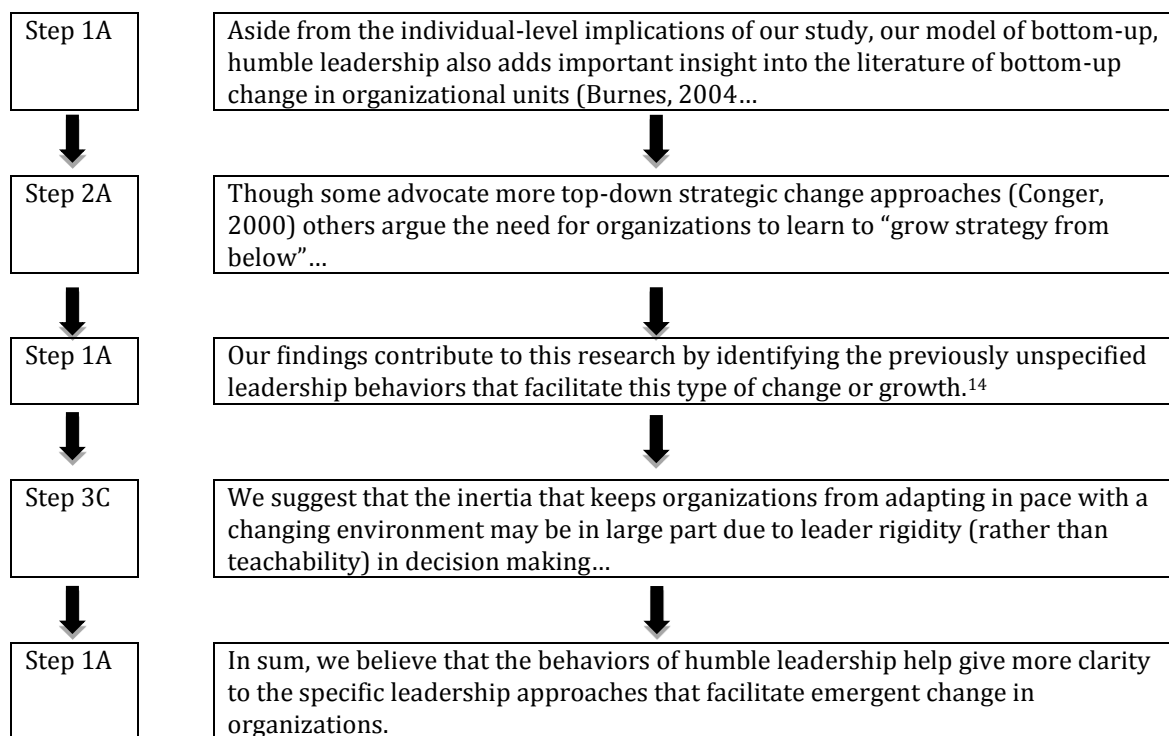 Step 1A
Aside from the individual-level implications of our study, our model of bottom-up,
humble leadership also adds important insight into the literature of bottom-up
change in organizational units (Burnes, 2004…
Step 2A
Though some advocate more top-down strategic change approaches (Conger,
2000) others argue the need for organizations to learn to “grow strategy from
below”…
Step 1A
Our findings contribute to this research by identifying the previously unspecified
leadership behaviors that facilitate this type of change or growth.¹⁴
Step 3C
We suggest that the inertia that keeps organizations from adapting in pace with a
changing environment may be in large part due to leader rigidity (rather than
teachability) in decision making…
Step 1A
In sum, we believe that the behaviors of humble leadership help give more clarity
to the specific leadership approaches that facilitate emergent change in
organizations.